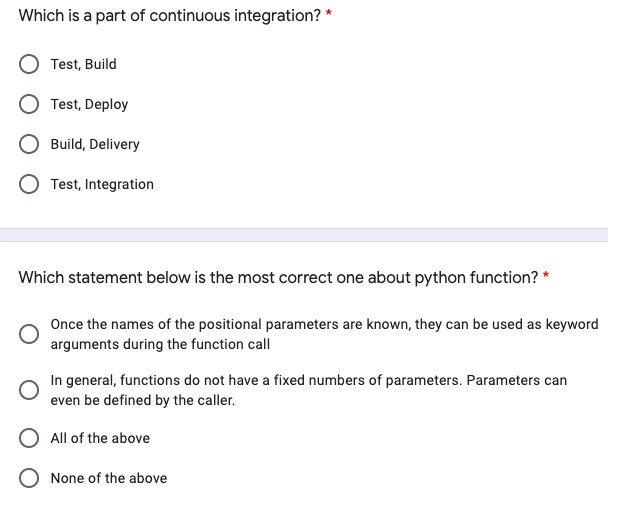 Which is a part of continuous integration? *
Test, Build
Test, Deploy
Build, Delivery
Test, Integration
Which statement below is the most correct one about python function? *
Once the names of the positional parameters are known, they can be used as keyword
arguments during the function call
In general, functions do not have a fixed numbers of parameters. Parameters can
even be defined by the caller.
All of the above
None of the above